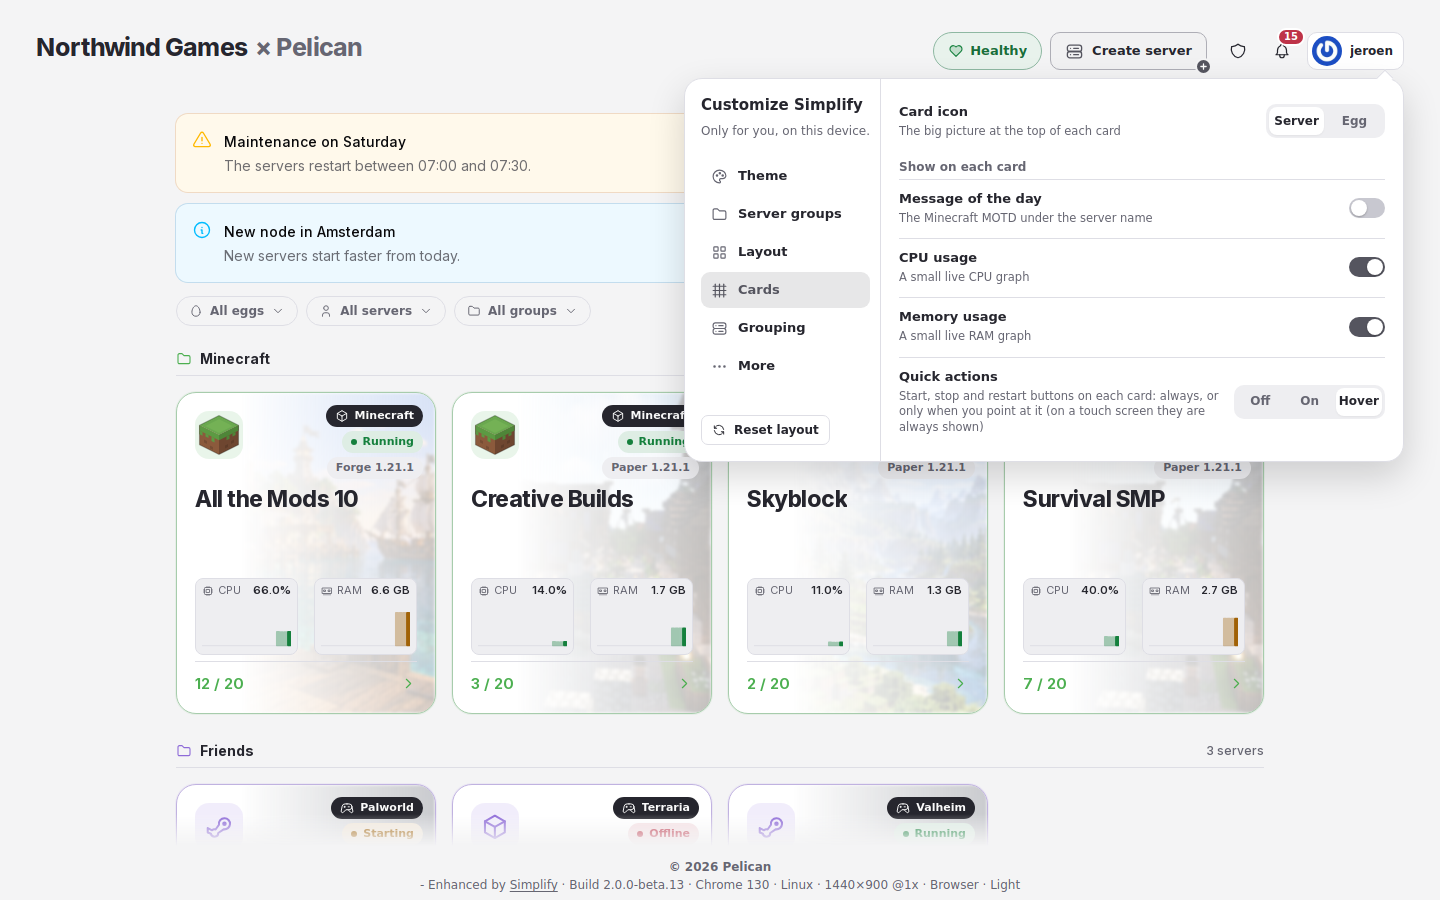 Northwind Games × Pelican
Healthy
Create server
15
jeroen
Maintenance on Saturday
The servers restart between 07:00 and 07:30.
New node in Amsterdam
New servers start faster from today.
All eggs
All servers
All groups
Customize Simplify
Only for you, on this device.
Theme
Server groups
Layout
Cards
Grouping
More
Reset layout
Card icon
The big picture at the top of each card
Server
Egg
Show on each card
Message of the day
The Minecraft MOTD under the server name
CPU usage
A small live CPU graph
Memory usage
A small live RAM graph
Quick actions
Start, stop and restart buttons on each card: always, or
only when you point at it (on a touch screen they are
always shown)
Off
On
Hover
Minecraft
Minecraft
Running
Forge 1.21.1
All the Mods 10
CPU 66.0%
RAM 6.6 GB
12 / 20
Minecraft
Running
Paper 1.21.1
Creative Builds
CPU 14.0%
RAM 1.7 GB
3 / 20
Paper 1.21.1
Skyblock
CPU 11.0%
RAM 1.3 GB
2 / 20
Paper 1.21.1
Survival SMP
CPU 40.0%
RAM 2.7 GB
7 / 20
Friends
3 servers
Palworld
Starting
Terraria
Offline
Valheim
Running
© 2026 Pelican
- Enhanced by Simplify · Build 2.0.0-beta.13 · Chrome 130 · Linux · 1440×900 @1x · Browser · Light